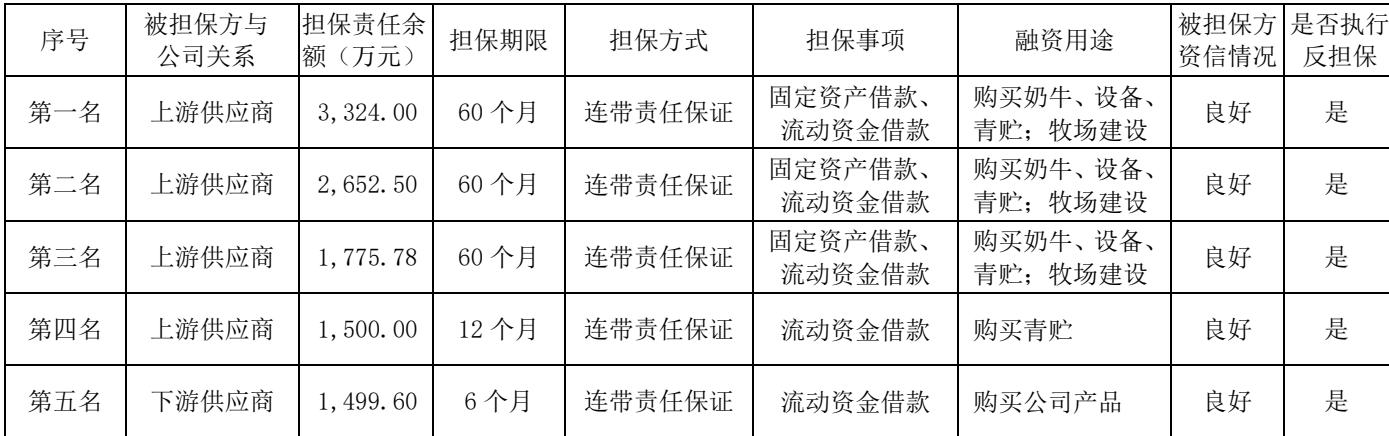 序号 被担保方与公司关系 担保责任余额（万元） 担保期限 担保方式 担保事项 融资用途 被担保方资信情况 是否执行反担保
第一名 上游供应商 3,324.00 60个月 连带责任保证 固定资产借款、流动资金借款 购买奶牛、设备、青贮；牧场建设 良好 是
第二名 上游供应商 2,652.50 60个月 连带责任保证 固定资产借款、流动资金借款 购买奶牛、设备、青贮；牧场建设 良好 是
第三名 上游供应商 1,775.78 60个月 连带责任保证 固定资产借款、流动资金借款 购买奶牛、设备、青贮；牧场建设 良好 是
第四名 上游供应商 1,500.00 12个月 连带责任保证 流动资金借款 购买青贮 良好 是
第五名 下游供应商 1,499.60 6个月 连带责任保证 流动资金借款 购买公司产品 良好 是